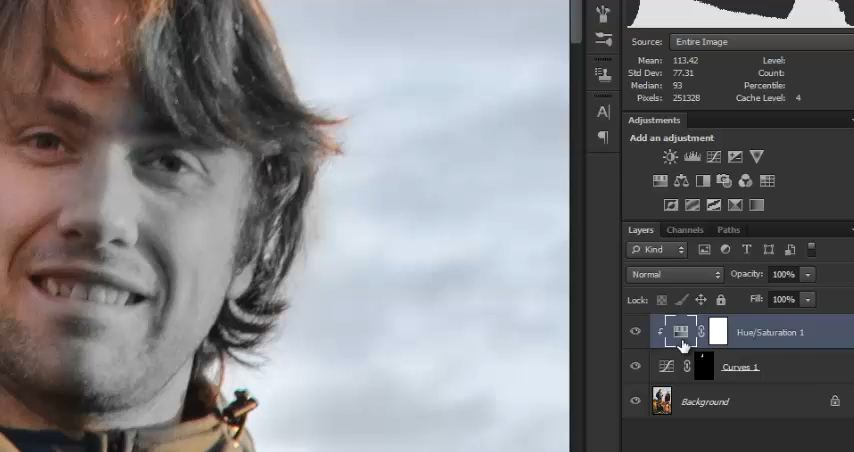 Source: Entire Image
Mean: 113.42 Level:
Std Dev: 77.31 Count:
Median: 93 Percentile:
Pixels: 251328 Cache Level: 4
Adjustments
Add an adjustment
Layers Channels Paths
Kind T
Normal Opacity: 100%
Lock: Fill: 100%
Hue/Saturation 1
Curves 1
Background
A